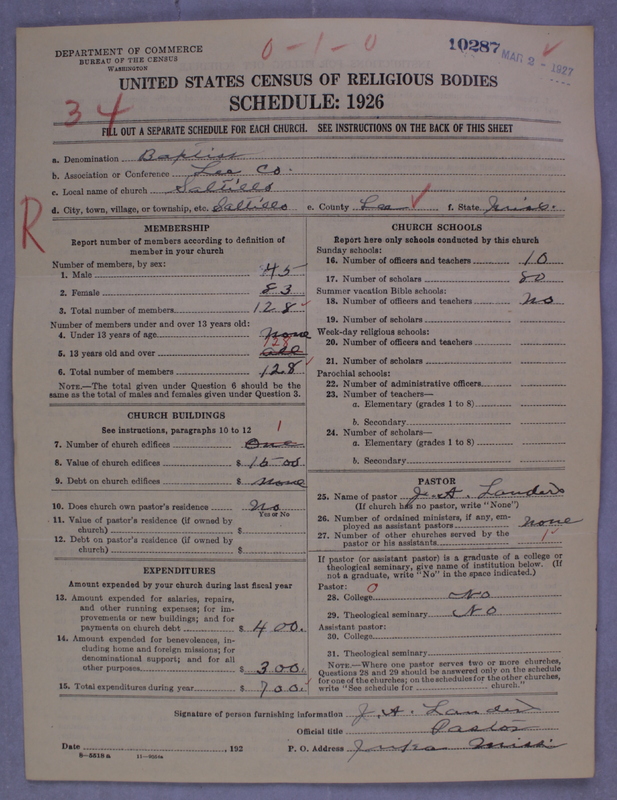 DEPARTMENT OF COMMERCE
BUREAU OF THE CENSUS
WASHINGTON
0-1-0
10287
MAR 2 - 1927
UNITED STATES CENSUS OF RELIGIOUS BODIES
SCHEDULE: 1926
34
FILL OUT A SEPARATE SCHEDULE FOR EACH CHURCH. SEE INSTRUCTIONS ON THE BACK OF THIS SHEET
a. Denomination Baptist
b. Association or Conference Lee Co.
c. Local name of church Saltillo
d. City, town, village, or township, etc. Saltillo e. County Lee f. State Miss.
R
MEMBERSHIP
Report number of members according to definition of member in your church
Number of members, by sex:
1. Male 45
2. Female 83
3. Total number of members 128
Number of members under and over 13 years old:
4. Under 13 years of age None
5. 13 years old and over 128 all
6. Total number of members 128
NOTE.—The total given under Question 6 should be the same as the total of males and females given under Question 3.
CHURCH BUILDINGS
See instructions, paragraphs 10 to 12
7. Number of church edifices One 1
8. Value of church edifices $ 1500
9. Debt on church edifices $ None
10. Does church own pastor's residence No
Yes or No
11. Value of pastor's residence (if owned by church) $
12. Debt on pastor's residence (if owned by church) $
EXPENDITURES
Amount expended by your church during last fiscal year
13. Amount expended for salaries, repairs, and other running expenses; for improvements or new buildings; and for payments on church debt $ 400.
14. Amount expended for benevolences, including home and foreign missions; for denominational support; and for all other purposes $ 300.
15. Total expenditures during year $ 700.
CHURCH SCHOOLS
Report here only schools conducted by this church
Sunday schools:
16. Number of officers and teachers 10
17. Number of scholars 80
Summer vacation Bible schools:
18. Number of officers and teachers No
19. Number of scholars
Week-day religious schools:
20. Number of officers and teachers
21. Number of scholars
Parochial schools:
22. Number of administrative officers
23. Number of teachers—
a. Elementary (grades 1 to 8)
b. Secondary
24. Number of scholars—
a. Elementary (grades 1 to 8)
b. Secondary
PASTOR
25. Name of pastor J. A. Landers
(If church has no pastor, write "None")
26. Number of ordained ministers, if any, employed as assistant pastors None
27. Number of other churches served by the pastor or his assistants 1
If pastor (or assistant pastor) is a graduate of a college or theological seminary, give name of institution below. (If not a graduate, write "No" in the space indicated.)
Pastor:
28. College 0 No
29. Theological seminary No
Assistant pastor:
30. College
31. Theological seminary
NOTE.—Where one pastor serves two or more churches, Questions 28 and 29 should be answered only on the schedule for one of the churches; on the schedules for the other churches, write "See schedule for church."
Signature of person furnishing information J. A. Landers
Official title Pastor
Date , 192 P. O. Address Iuka Miss
8—5518a 11—9554a